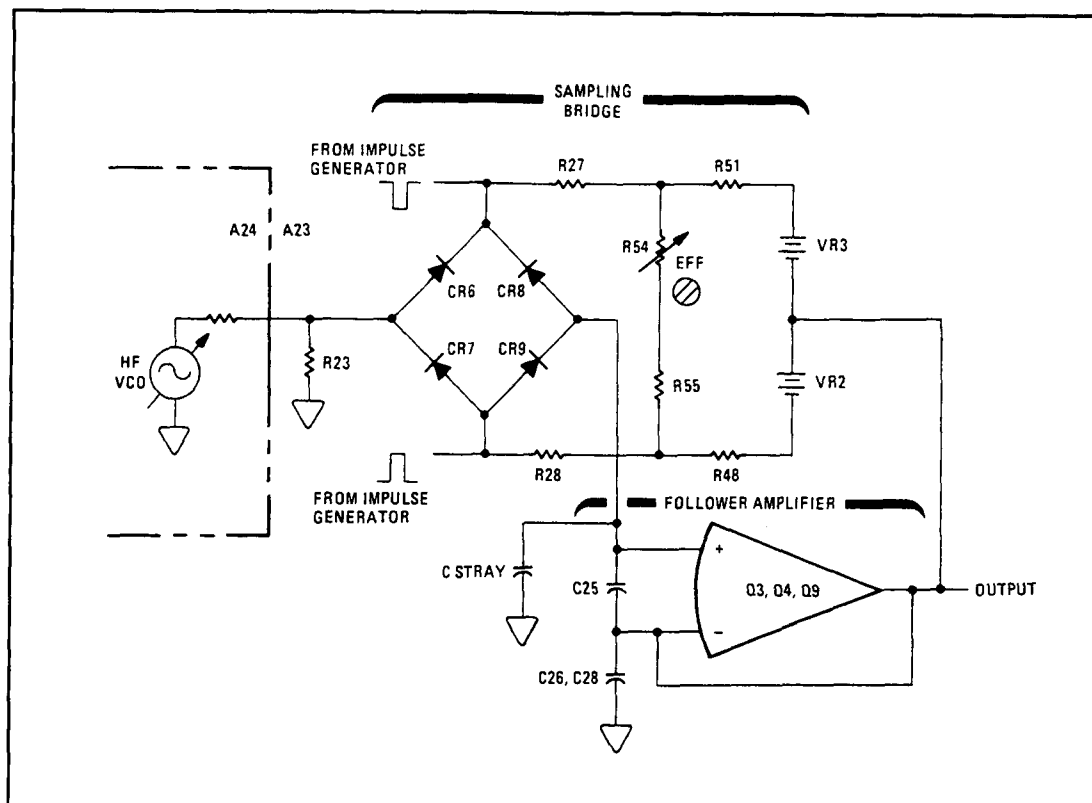 SAMPLING
BRIDGE
FROM IMPULSE
GENERATOR
R27
R51
A24
A23
R54
EFF
VR3
CR6
CR8
HF
VCO
R23
CR7
CR9
R55
VR2
R28
R48
FROM IMPULSE
GENERATOR
FOLLOWER AMPLIFIER
C STRAY
C25
+
Q3, Q4, Q9
OUTPUT
−
C26, C28